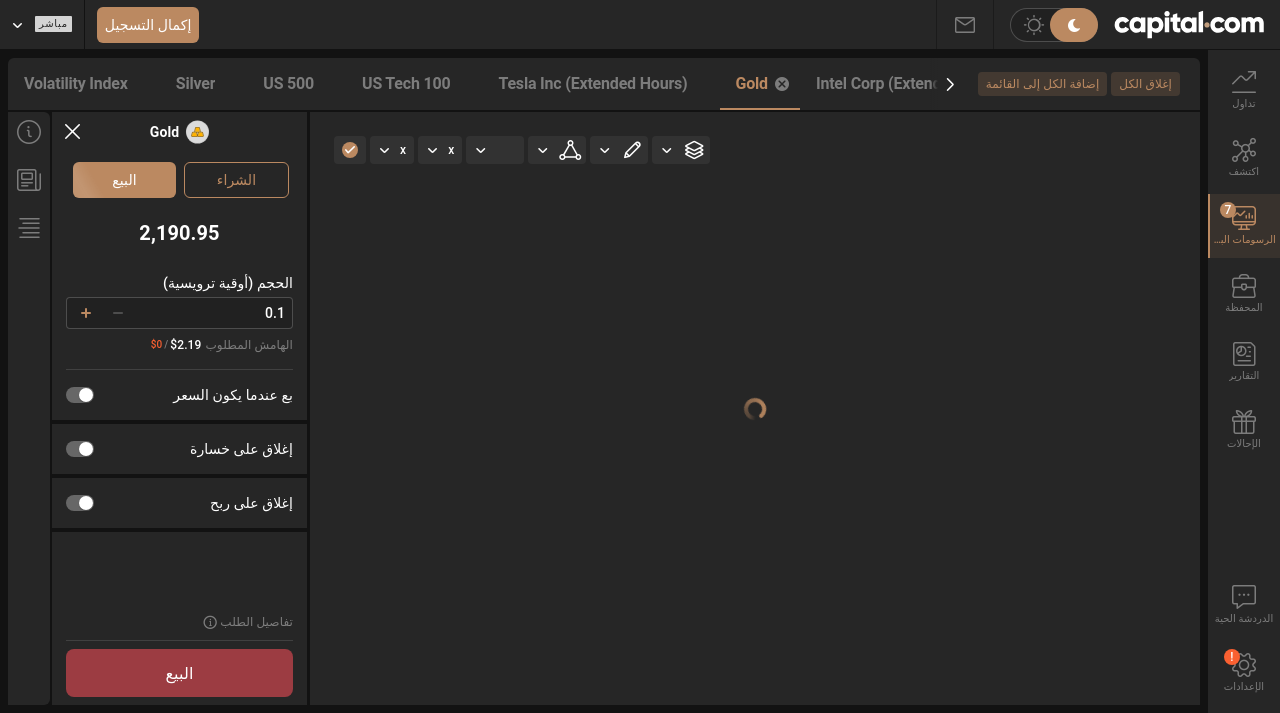 مباشر
إكمال التسجيل
capital.com
Volatility Index
Silver
US 500
US Tech 100
Tesla Inc (Extended Hours)
Gold
Intel Corp (Extend
إضافة الكل إلى القائمة
إغلاق الكل
تداول
اكتشف
7
الرسومات البـ...
المحفظة
التقارير
الإحالات
الدردشة الحية
!
الإعدادات
Gold
البيع
الشراء
2,190.95
الحجم (أوقية ترويسية)
0.1
الهامش المطلوب $2.19 / $0
بع عندما يكون السعر
إغلاق على خسارة
إغلاق على ربح
تفاصيل الطلب
البيع
x
x